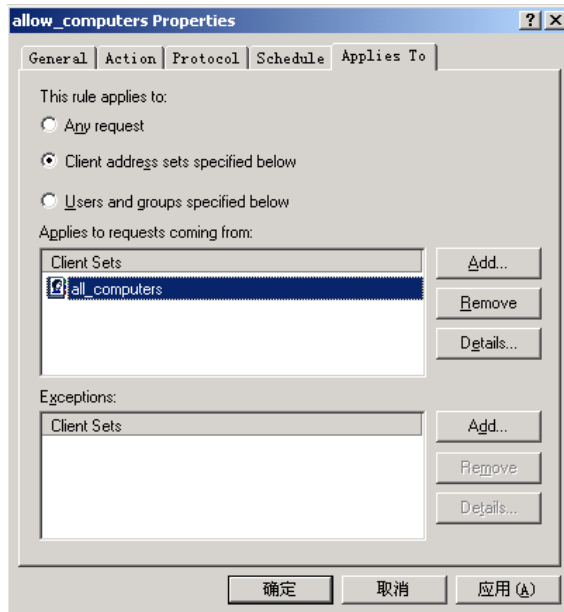 allow_computers Properties
General Action Protocol Schedule Applies To
This rule applies to:
Any request
Client address sets specified below
Users and groups specified below
Applies to requests coming from:
Client Sets
Add...
all_computers
Remove
Details...
Exceptions:
Client Sets
Add...
Remove
Details...
确定 取消 应用(A)